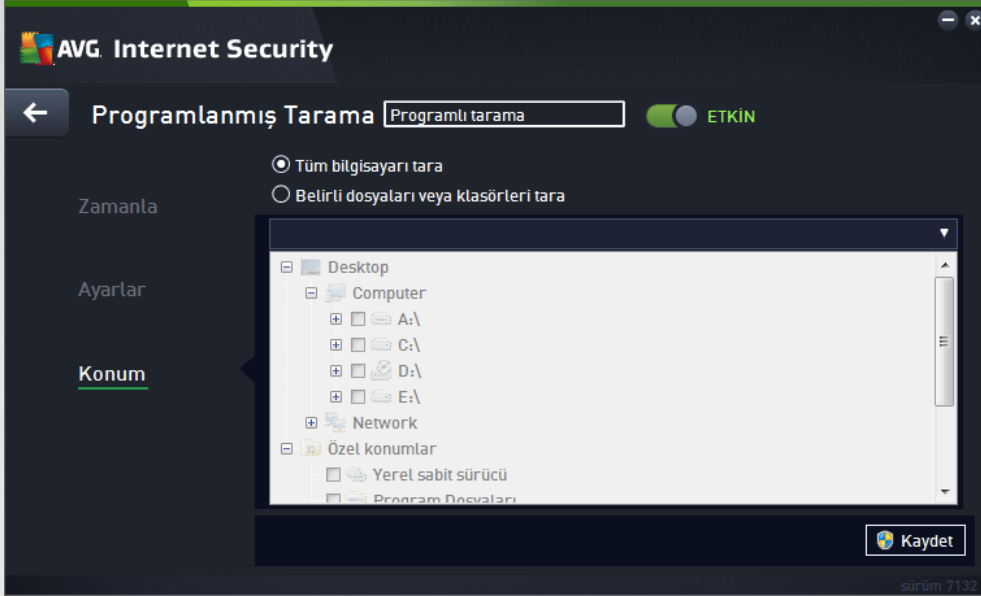 AVG. Internet Security
Programlanmış Tarama Programlı tarama ETKİN
Tüm bilgisayarı tara
Belirli dosyaları veya klasörleri tara
Zamanla
Ayarlar
Konum
Desktop
Computer
A:\
C:\
D:\
E:\
Network
Özel konumlar
Yerel sabit sürücü
Program Dosyaları
Kaydet
sürüm 7132